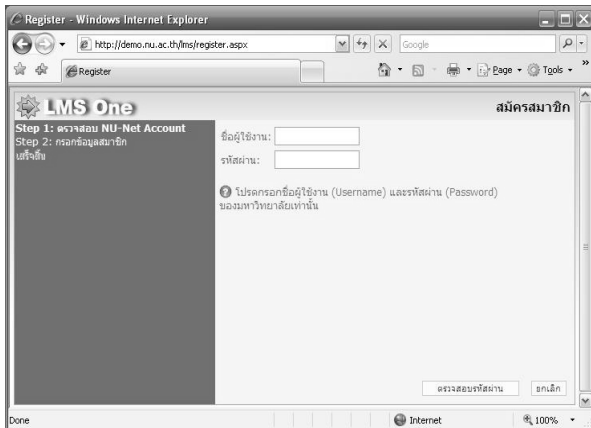 Register - Windows Internet Explorer
http://demo.nu.ac.th/lms/register.aspx
Google
Register
Page
Tools
LMS One
สมัครสมาชิก
Step 1: ตรวจสอบ NU-Net Account
Step 2: กรอกข้อมูลสมาชิก
เสร็จสิ้น
ชื่อผู้ใช้งาน:
รหัสผ่าน:
โปรดกรอกชื่อผู้ใช้งาน (Username) และรหัสผ่าน (Password)
ของมหาวิทยาลัยเท่านั้น
ตรวจสอบรหัสผ่าน
ยกเลิก
Done
Internet
100%